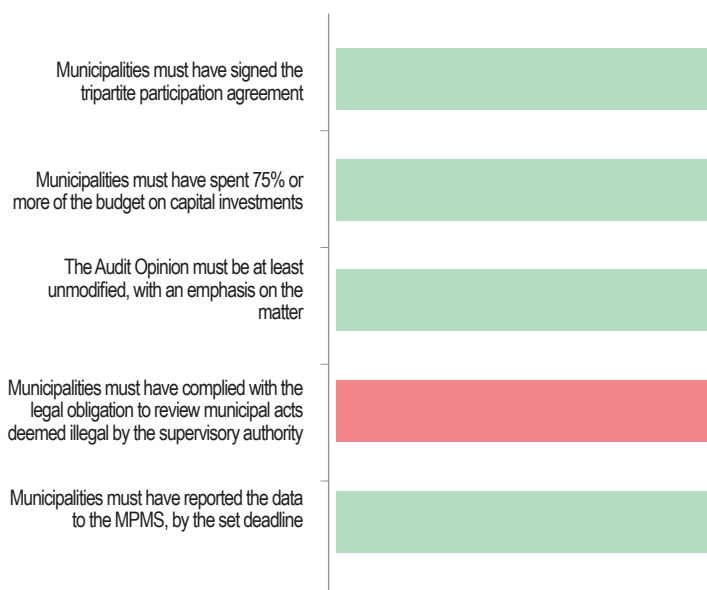 Municipalities must have signed the
tripartite participation agreement
Municipalities must have spent 75% or
more of the budget on capital investments
The Audit Opinion must be at least
unmodified, with an emphasis on the
matter
Municipalities must have complied with the
legal obligation to review municipal acts
deemed illegal by the supervisory authority
Municipalities must have reported the data
to the MPMS, by the set deadline